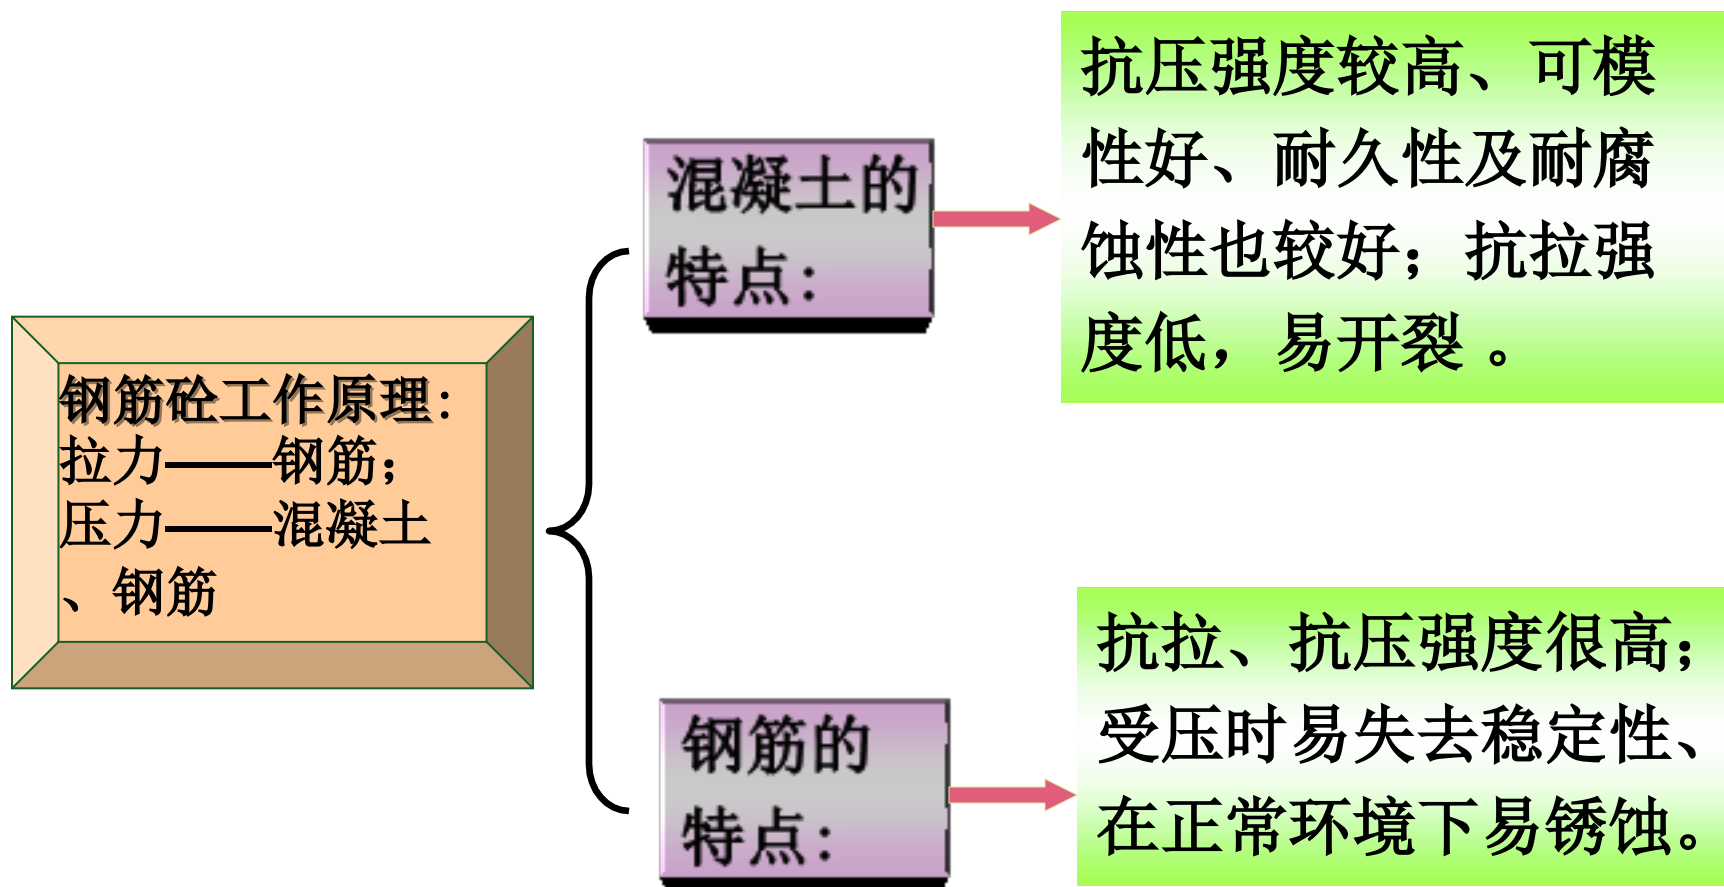 钢筋砼工作原理：
拉力——钢筋；
压力——混凝土
、钢筋
混凝土的
特点：
抗压强度较高、可模
性好、耐久性及耐腐
蚀性也较好；抗拉强
度低，易开裂 。
钢筋的
特点：
抗拉、抗压强度很高；
受压时易失去稳定性、
在正常环境下易锈蚀。